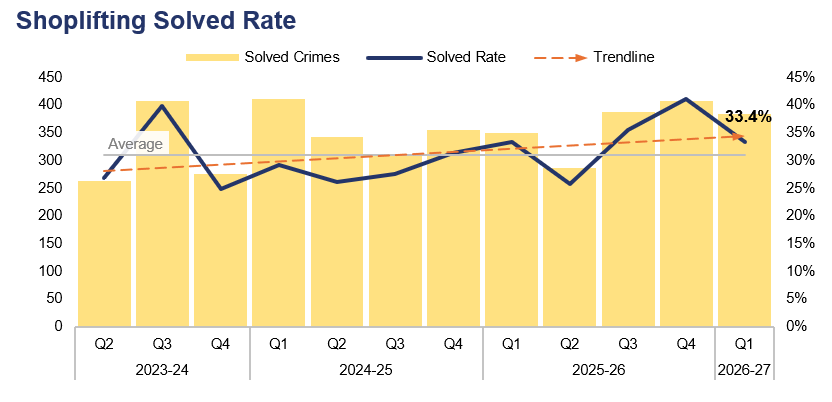 Shoplifting Solved Rate
Solved Crimes Solved Rate Trendline
450 45%
400 40%
33.4%
350 35%
Average
300 30%
250 25%
200 20%
150 15%
100 10%
50 5%
0 0%
Q2 Q3 Q4 Q1 Q2 Q3 Q4 Q1 Q2 Q3 Q4 Q1
2023-24 2024-25 2025-26 2026-27